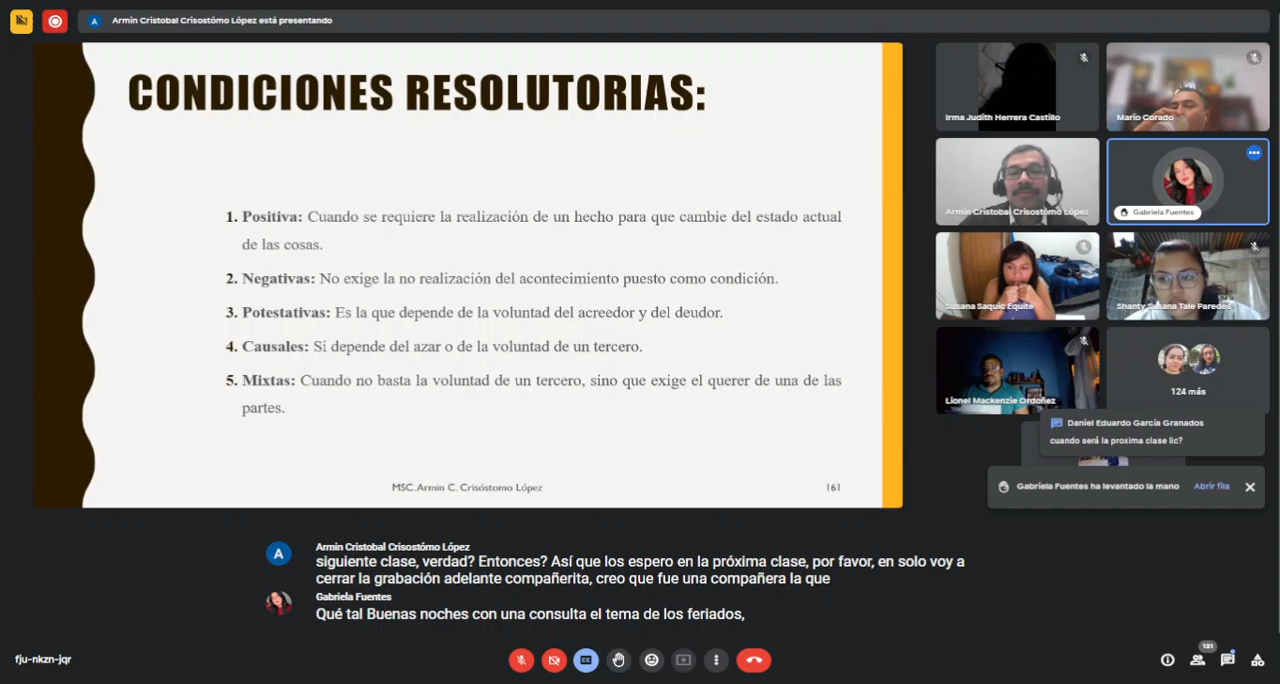 A Armin Cristobal Crisostómo López está presentando
CONDICIONES RESOLUTORIAS:
1. Positiva: Cuando se requiere la realización de un hecho para que cambie del estado actual
de las cosas.
2. Negativas: No exige la no realización del acontecimiento puesto como condición.
3. Potestativas: Es la que depende de la voluntad del acreedor y del deudor.
4. Causales: Si depende del azar o de la voluntad de un tercero.
5. Mixtas: Cuando no basta la voluntad de un tercero, sino que exige el querer de una de las
partes.
MSC. Armin C. Crisóstomo López
161
Irma Judith Herrera Castillo
Mario Corado
Armin Cristobal Crisostómo López
Gabriela Fuentes
Susana Saquic Equite
Shanty Susana Tale Paredes
Lionel Mackenzie Ordoñez
124 más
Daniel Eduardo García Granados
cuando será la proxima clase lic?
Gabriela Fuentes ha levantado la mano Abrir fila
A
Armin Cristobal Crisostómo López
siguiente clase, verdad? Entonces? Así que los espero en la próxima clase, por favor, en solo voy a
cerrar la grabación adelante compañerita, creo que fue una compañera la que
Gabriela Fuentes
Qué tal Buenas noches con una consulta el tema de los feriados,
fju-nkzn-jqr
CC
131